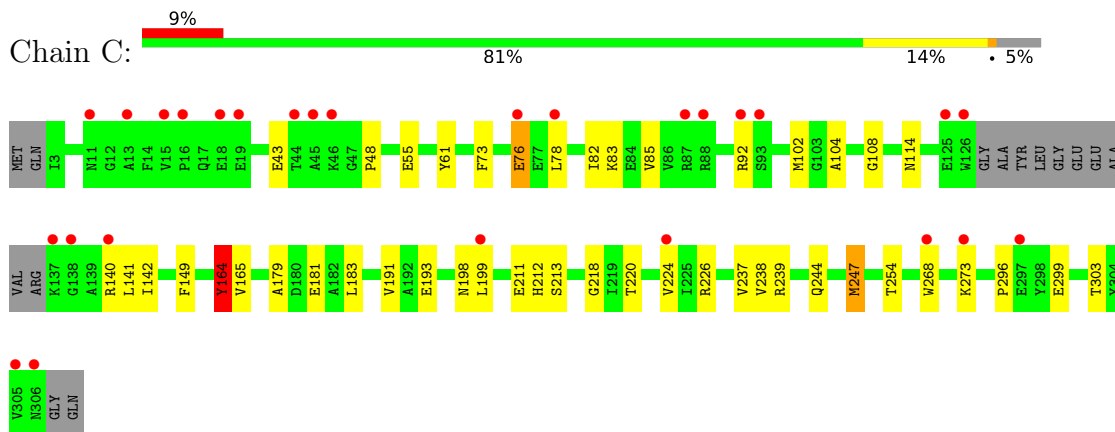 9%
Chain C:
81% 14% • 5%
MET GLN I3 N11 G12 A13 F14 V15 P16 Q17 E18 E19 E43 T44 A45 K46 G47 P48 E55 Y61 F73 E76 E77 L78 I82 K83 E84 V85 V86 R87 R88 R92 S93 M102 G103 A104 G108 N114 E125 W126 GLY ALA TYR LEU GLY GLU GLU ALA
VAL ARG K137 G138 A139 R140 L141 I142 F149 Y164 V165 A179 D180 E181 A182 L183 V191 A192 E193 N198 L199 E211 H212 S213 G218 I219 T220 V224 I225 R226 V237 V238 R239 Q244 M247 T254 W268 K273 P296 E297 Y298 E299 T303 Y304
V305 N306 GLY GLN